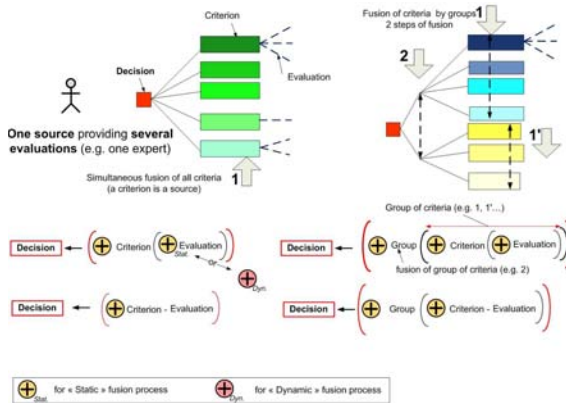 Criterion
Decision
Evaluation
One source providing several
evaluations (e.g. one expert)
Simultaneous fusion of all criteria
(a criterion is a source)
1
Fusion of criteria by groups
2 steps of fusion
1
2
1'
Group of criteria (e.g. 1, 1'...)
Decision
Criterion
Evaluation
Stat.
Or
Dyn.
Decision
Group
Criterion
Evaluation
fusion of group of criteria (e.g. 2)
Decision
Criterion - Evaluation
Decision
Group
Criterion - Evaluation
Stat.
for « Static » fusion process
Dyn.
for « Dynamic » fusion process